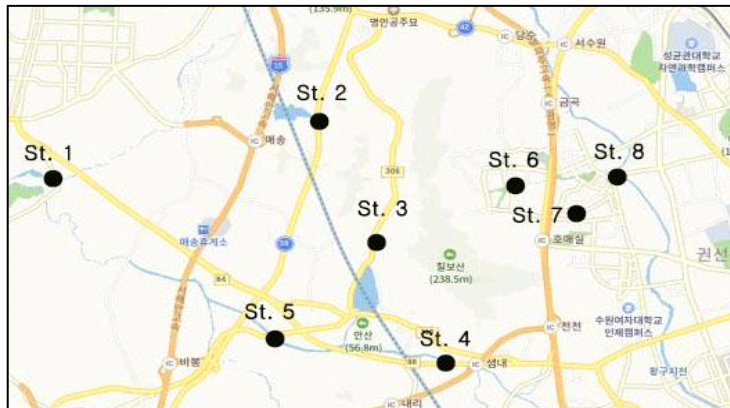 (135.9m)
명만공주묘
42
당수
IC
서수원
성균관대학교
자연과학캠퍼스
15
St. 2
금곡
IC
매송
IC
St. 1
306
St. 6
St. 8
St. 3
St. 7
IC
호매실
매송휴게소
39
칠보산
(238.5m)
권선
84
수원여자대학교
인제캠퍼스
St. 5
안산
(56.8m)
St. 4
IC
천천
IC
비봉
98
IC
샘내
황구지천
IC
내리